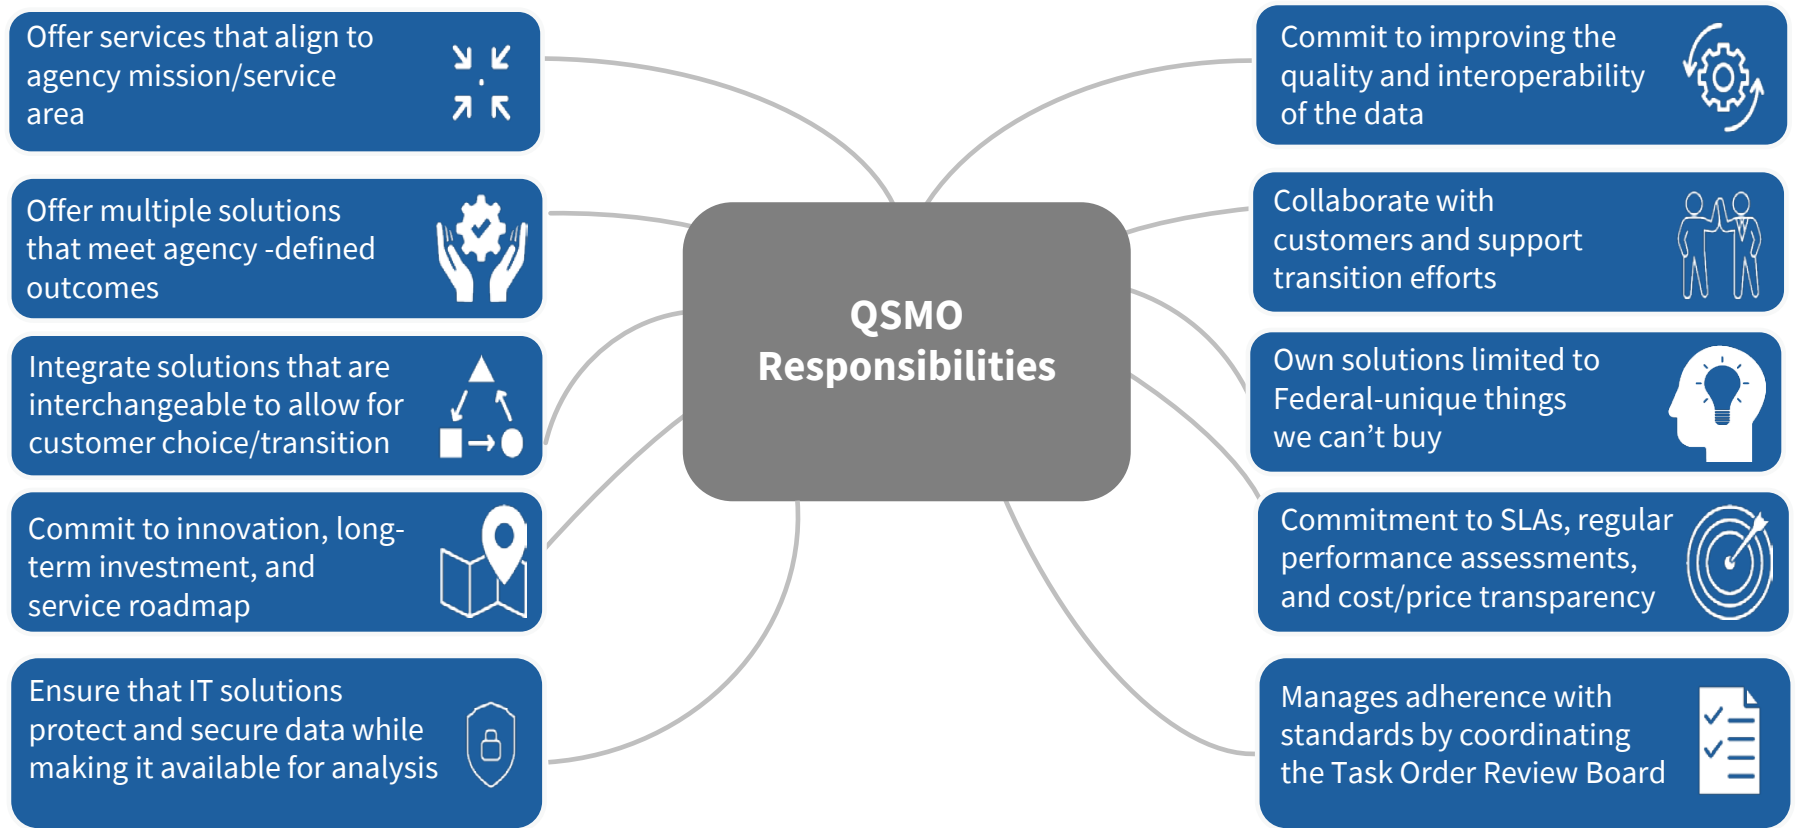 Offer services that align to
agency mission/service
area
Offer multiple solutions
that meet agency -defined
outcomes
Integrate solutions that are
interchangeable to allow for
customer choice/transition
Commit to innovation, long-
term investment, and
service roadmap
Ensure that IT solutions
protect and secure data while
making it available for analysis
QSMO
Responsibilities
Commit to improving the
quality and interoperability
of the data
Collaborate with
customers and support
transition efforts
Own solutions limited to
Federal-unique things
we can’t buy
Commitment to SLAs, regular
performance assessments,
and cost/price transparency
Manages adherence with
standards by coordinating
the Task Order Review Board